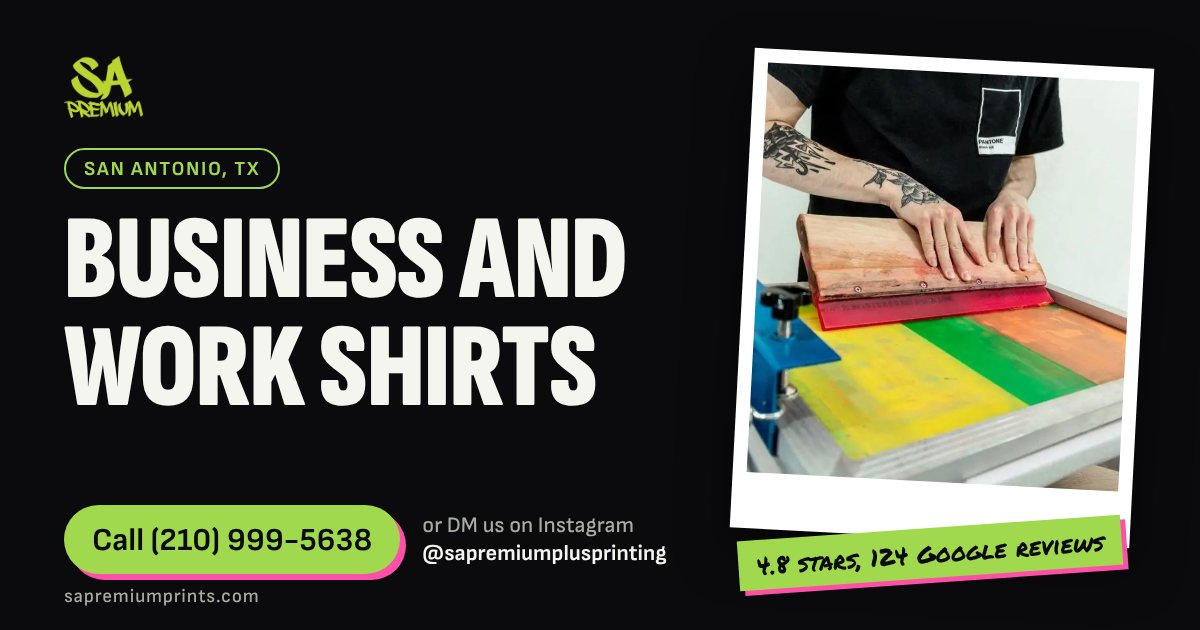 SA
PREMIUM
SAN ANTONIO, TX
BUSINESS AND
WORK SHIRTS
Call (210) 999-5638
or DM us on Instagram
@sapremiumplusprinting
sapremiumprints.com
PANTONE
4.8 STARS, 124 GOOGLE REVIEWS